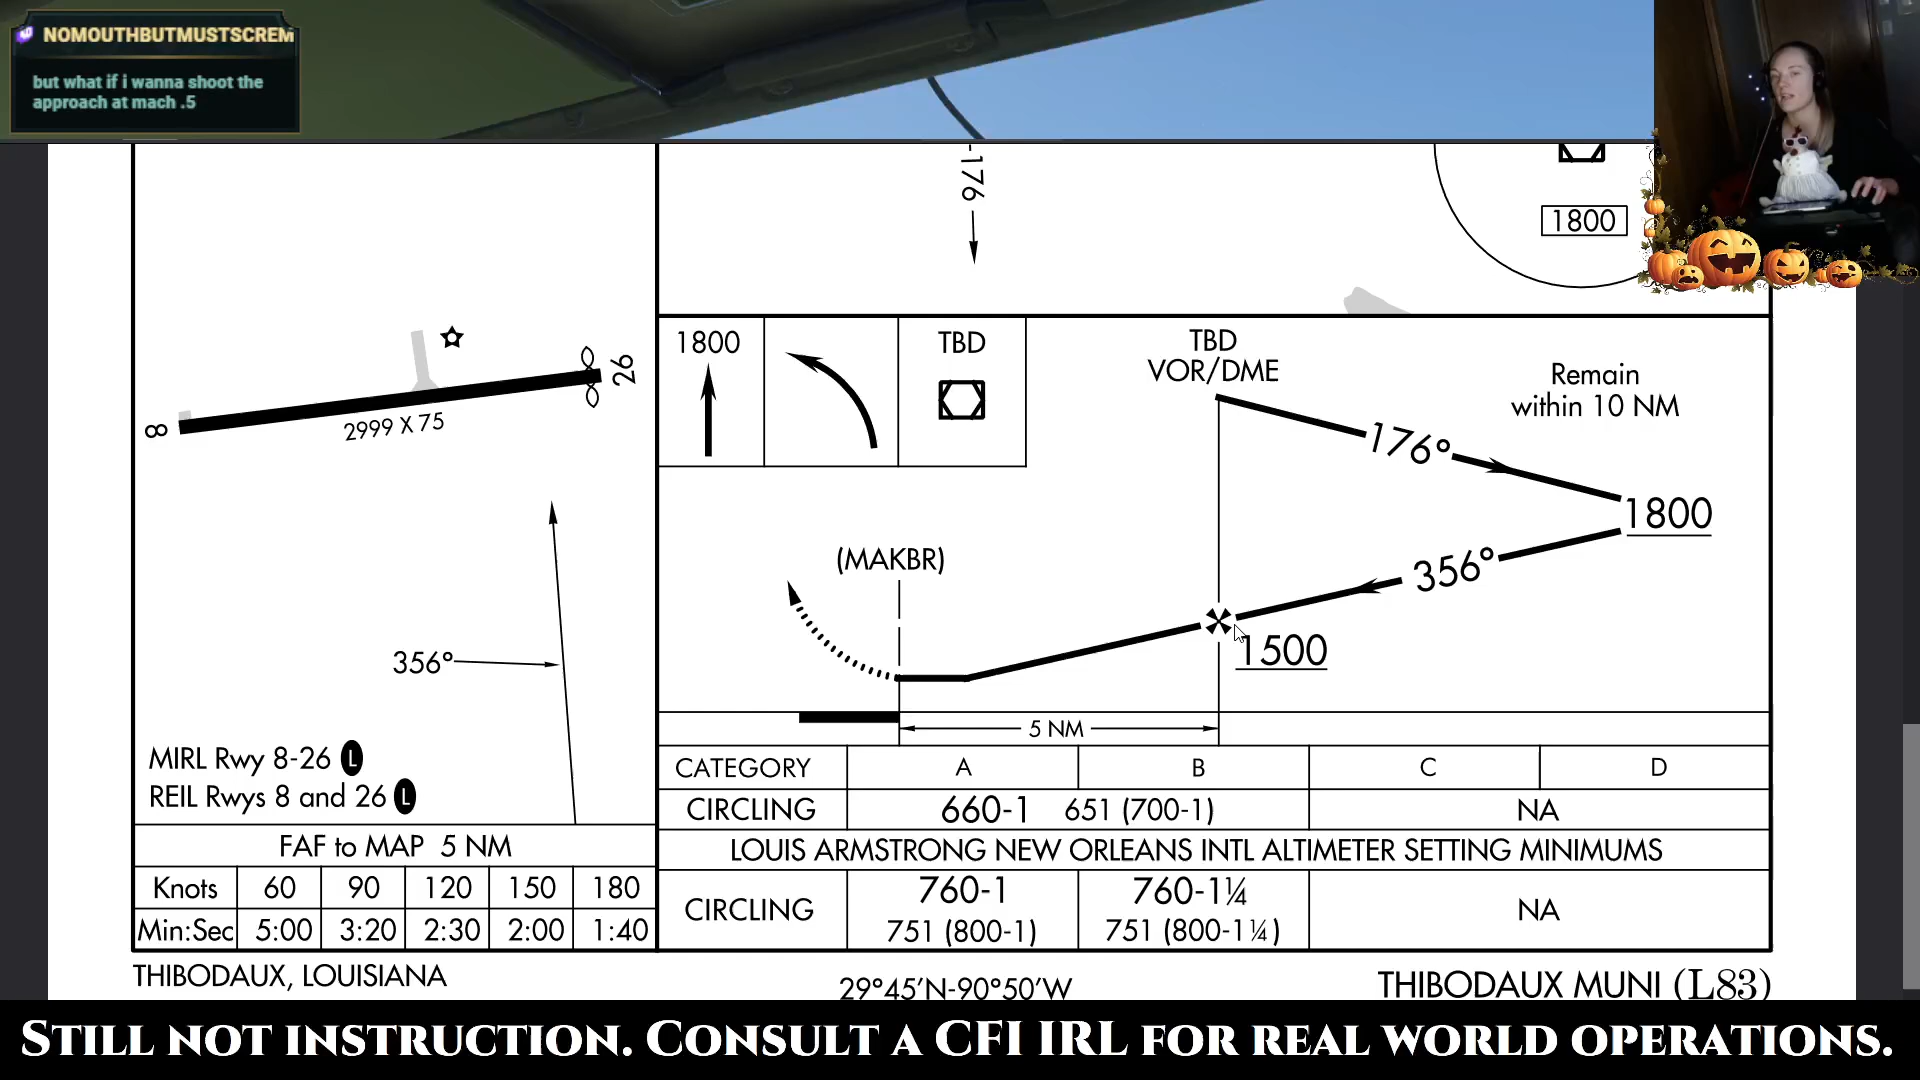 NOMOUTHBUTMUSTSCREM
but what if i wanna shoot the
approach at mach .5
-176
1800
1800
TBD
TBD
VOR/DME
Remain
within 10 NM
176°
1800
26
8
2999 X 75
(MAKBR)
356°
1500
356°
5 NM
MIRL Rwy 8-26 L
REIL Rwys 8 and 26 L
FAF to MAP 5 NM
Knots 60 90 120 150 180
Min:Sec 5:00 3:20 2:30 2:00 1:40
CATEGORY A B C D
CIRCLING 660-1 651 (700-1) NA
LOUIS ARMSTRONG NEW ORLEANS INTL ALTIMETER SETTING MINIMUMS
CIRCLING 760-1 760-1¼ NA
751 (800-1) 751 (800-1¼)
THIBODAUX, LOUISIANA
29°45'N-90°50'W
THIBODAUX MUNI (L83)
STILL NOT INSTRUCTION. CONSULT A CFI IRL FOR REAL WORLD OPERATIONS.